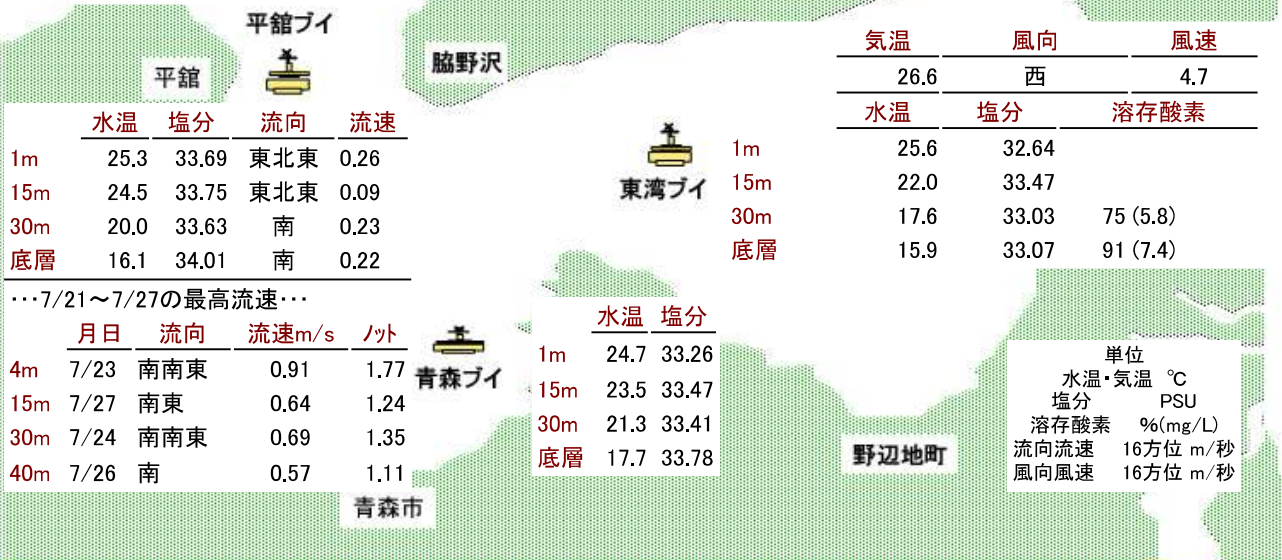 平舘ブイ
平舘
脇野沢
水温 塩分 流向 流速
1m 25.3 33.69 東北東 0.26
15m 24.5 33.75 東北東 0.09
30m 20.0 33.63 南 0.23
底層 16.1 34.01 南 0.22
･･･7/21～7/27の最高流速･･･
月日 流向 流速m/s ノット
4m 7/23 南南東 0.91 1.77
15m 7/27 南東 0.64 1.24
30m 7/24 南南東 0.69 1.35
40m 7/26 南 0.57 1.11
気温 風向 風速
26.6 西 4.7
水温 塩分 溶存酸素
1m 25.6 32.64
15m 22.0 33.47
30m 17.6 33.03 75 (5.8)
底層 15.9 33.07 91 (7.4)
東湾ブイ
青森ブイ
水温 塩分
1m 24.7 33.26
15m 23.5 33.47
30m 21.3 33.41
底層 17.7 33.78
単位
水温･気温 ℃
塩分 PSU
溶存酸素 %(mg/L)
流向流速 16方位 m/秒
風向風速 16方位 m/秒
野辺地町
青森市